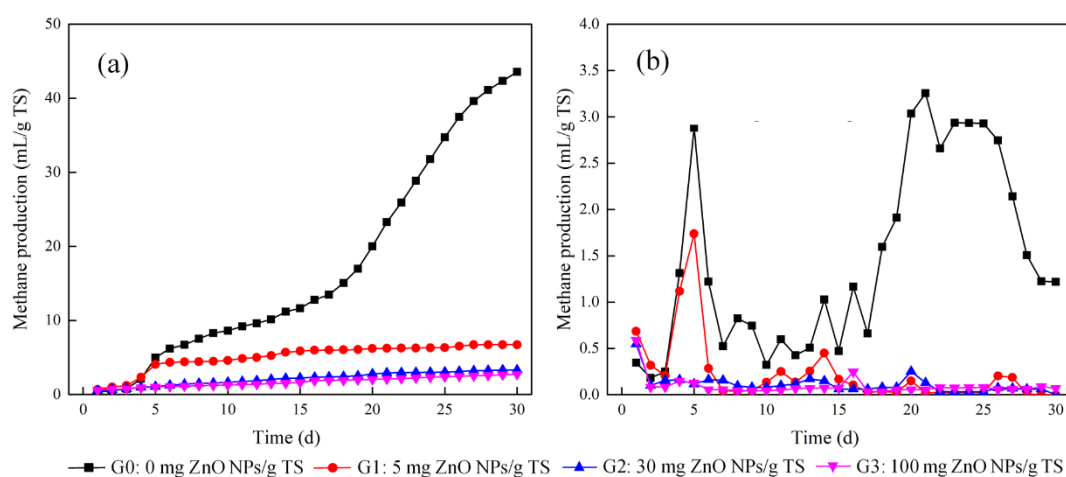 (a)
Methane production (mL/g TS)
50
40
30
20
10
0
0 5 10 15 20 25 30
Time (d)
(b)
Methane production (mL/g TS)
4.0
3.5
3.0
2.5
2.0
1.5
1.0
0.5
0.0
0 5 10 15 20 25 30
Time (d)
G0: 0 mg ZnO NPs/g TS G1: 5 mg ZnO NPs/g TS G2: 30 mg ZnO NPs/g TS G3: 100 mg ZnO NPs/g TS